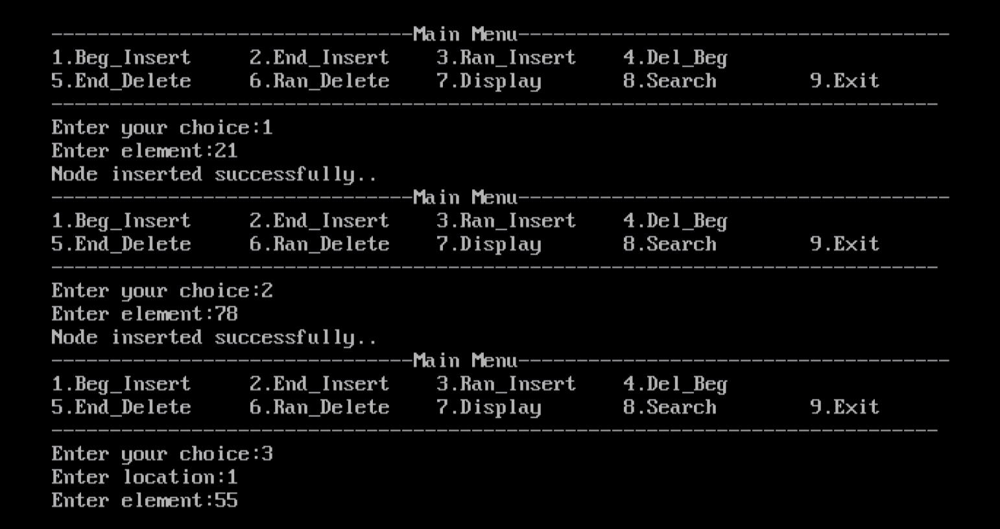 -------------------------------Main Menu-------------------------------------
1.Beg_Insert     2.End_Insert    3.Ran_Insert    4.Del_Beg
5.End_Delete     6.Ran_Delete    7.Display       8.Search        9.Exit
----------------------------------------------------------------------------
Enter your choice:1
Enter element:21
Node inserted successfully..
-------------------------------Main Menu-------------------------------------
1.Beg_Insert     2.End_Insert    3.Ran_Insert    4.Del_Beg
5.End_Delete     6.Ran_Delete    7.Display       8.Search        9.Exit
----------------------------------------------------------------------------
Enter your choice:2
Enter element:78
Node inserted successfully..
-------------------------------Main Menu-------------------------------------
1.Beg_Insert     2.End_Insert    3.Ran_Insert    4.Del_Beg
5.End_Delete     6.Ran_Delete    7.Display       8.Search        9.Exit
----------------------------------------------------------------------------
Enter your choice:3
Enter location:1
Enter element:55